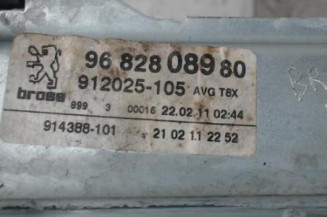 96 828 089 80
912025-105 AVG T8X
brose
899 3 00016 22.02.11 02:44
914388-101 21 02 11 22 52